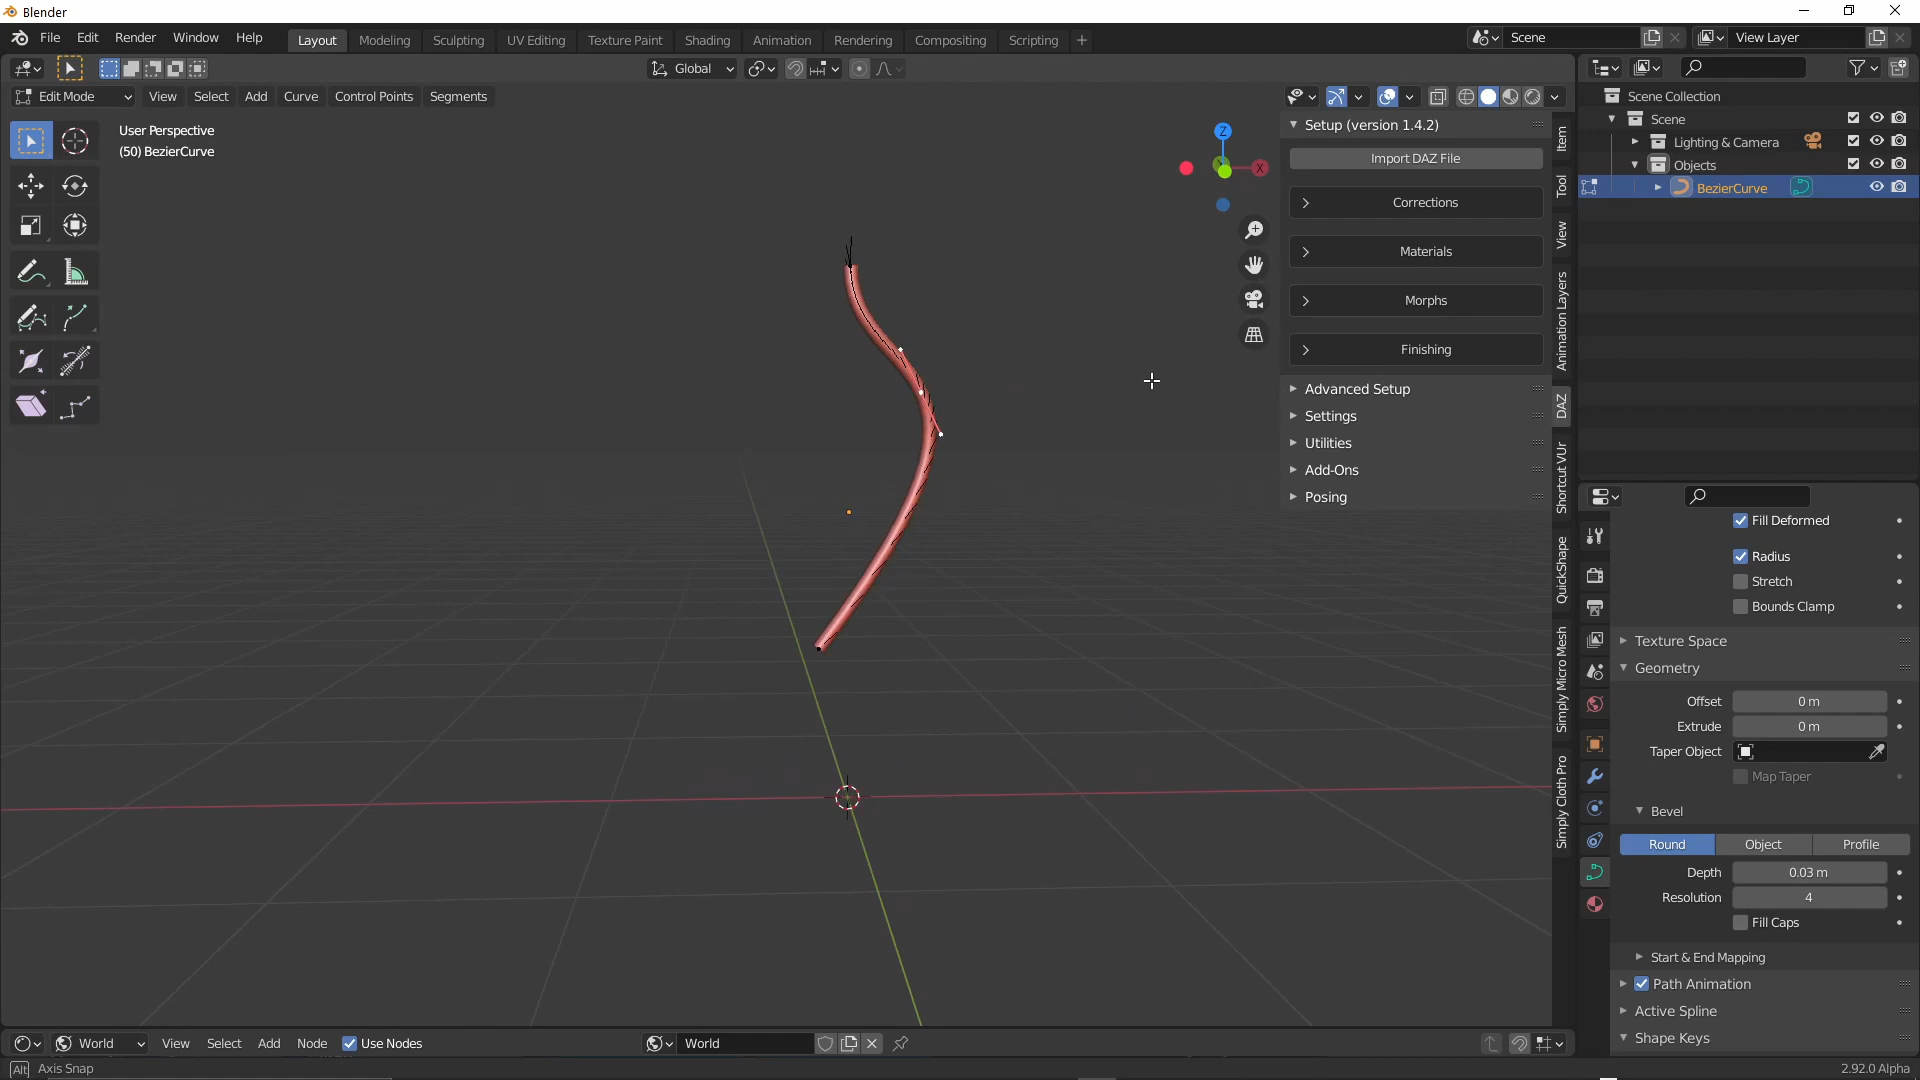 Blender
File Edit Render Window Help
Layout Modeling Sculpting UV Editing Texture Paint Shading Animation Rendering Compositing Scripting +
Scene
View Layer
Global
Edit Mode View Select Add Curve Control Points Segments
User Perspective
(50) BezierCurve
Z
X
Setup (version 1.4.2)
Import DAZ File
Corrections
Materials
Morphs
Finishing
Advanced Setup
Settings
Utilities
Add-Ons
Posing
Item
Tool
View
Animation Layers
DAZ
Shortcut VUr
QuickShape
Simply Micro Mesh
Simply Cloth Pro
Scene Collection
Scene
Lighting & Camera
Objects
BezierCurve
Fill Deformed
Radius
Stretch
Bounds Clamp
Texture Space
Geometry
Offset 0 m
Extrude 0 m
Taper Object
Map Taper
Bevel
Round Object Profile
Depth 0.03 m
Resolution 4
Fill Caps
Start & End Mapping
Path Animation
Active Spline
Shape Keys
World View Select Add Node Use Nodes
World
Alt Axis Snap
2.92.0 Alpha